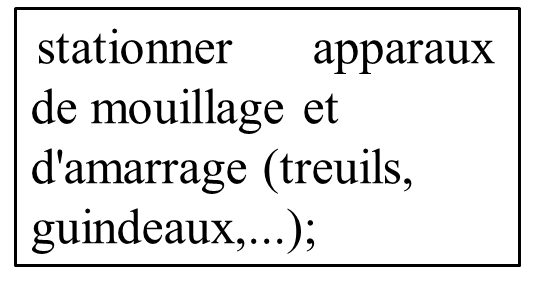 stationner apparaux
de mouillage et
d'amarrage (treuils,
guindeaux,...);